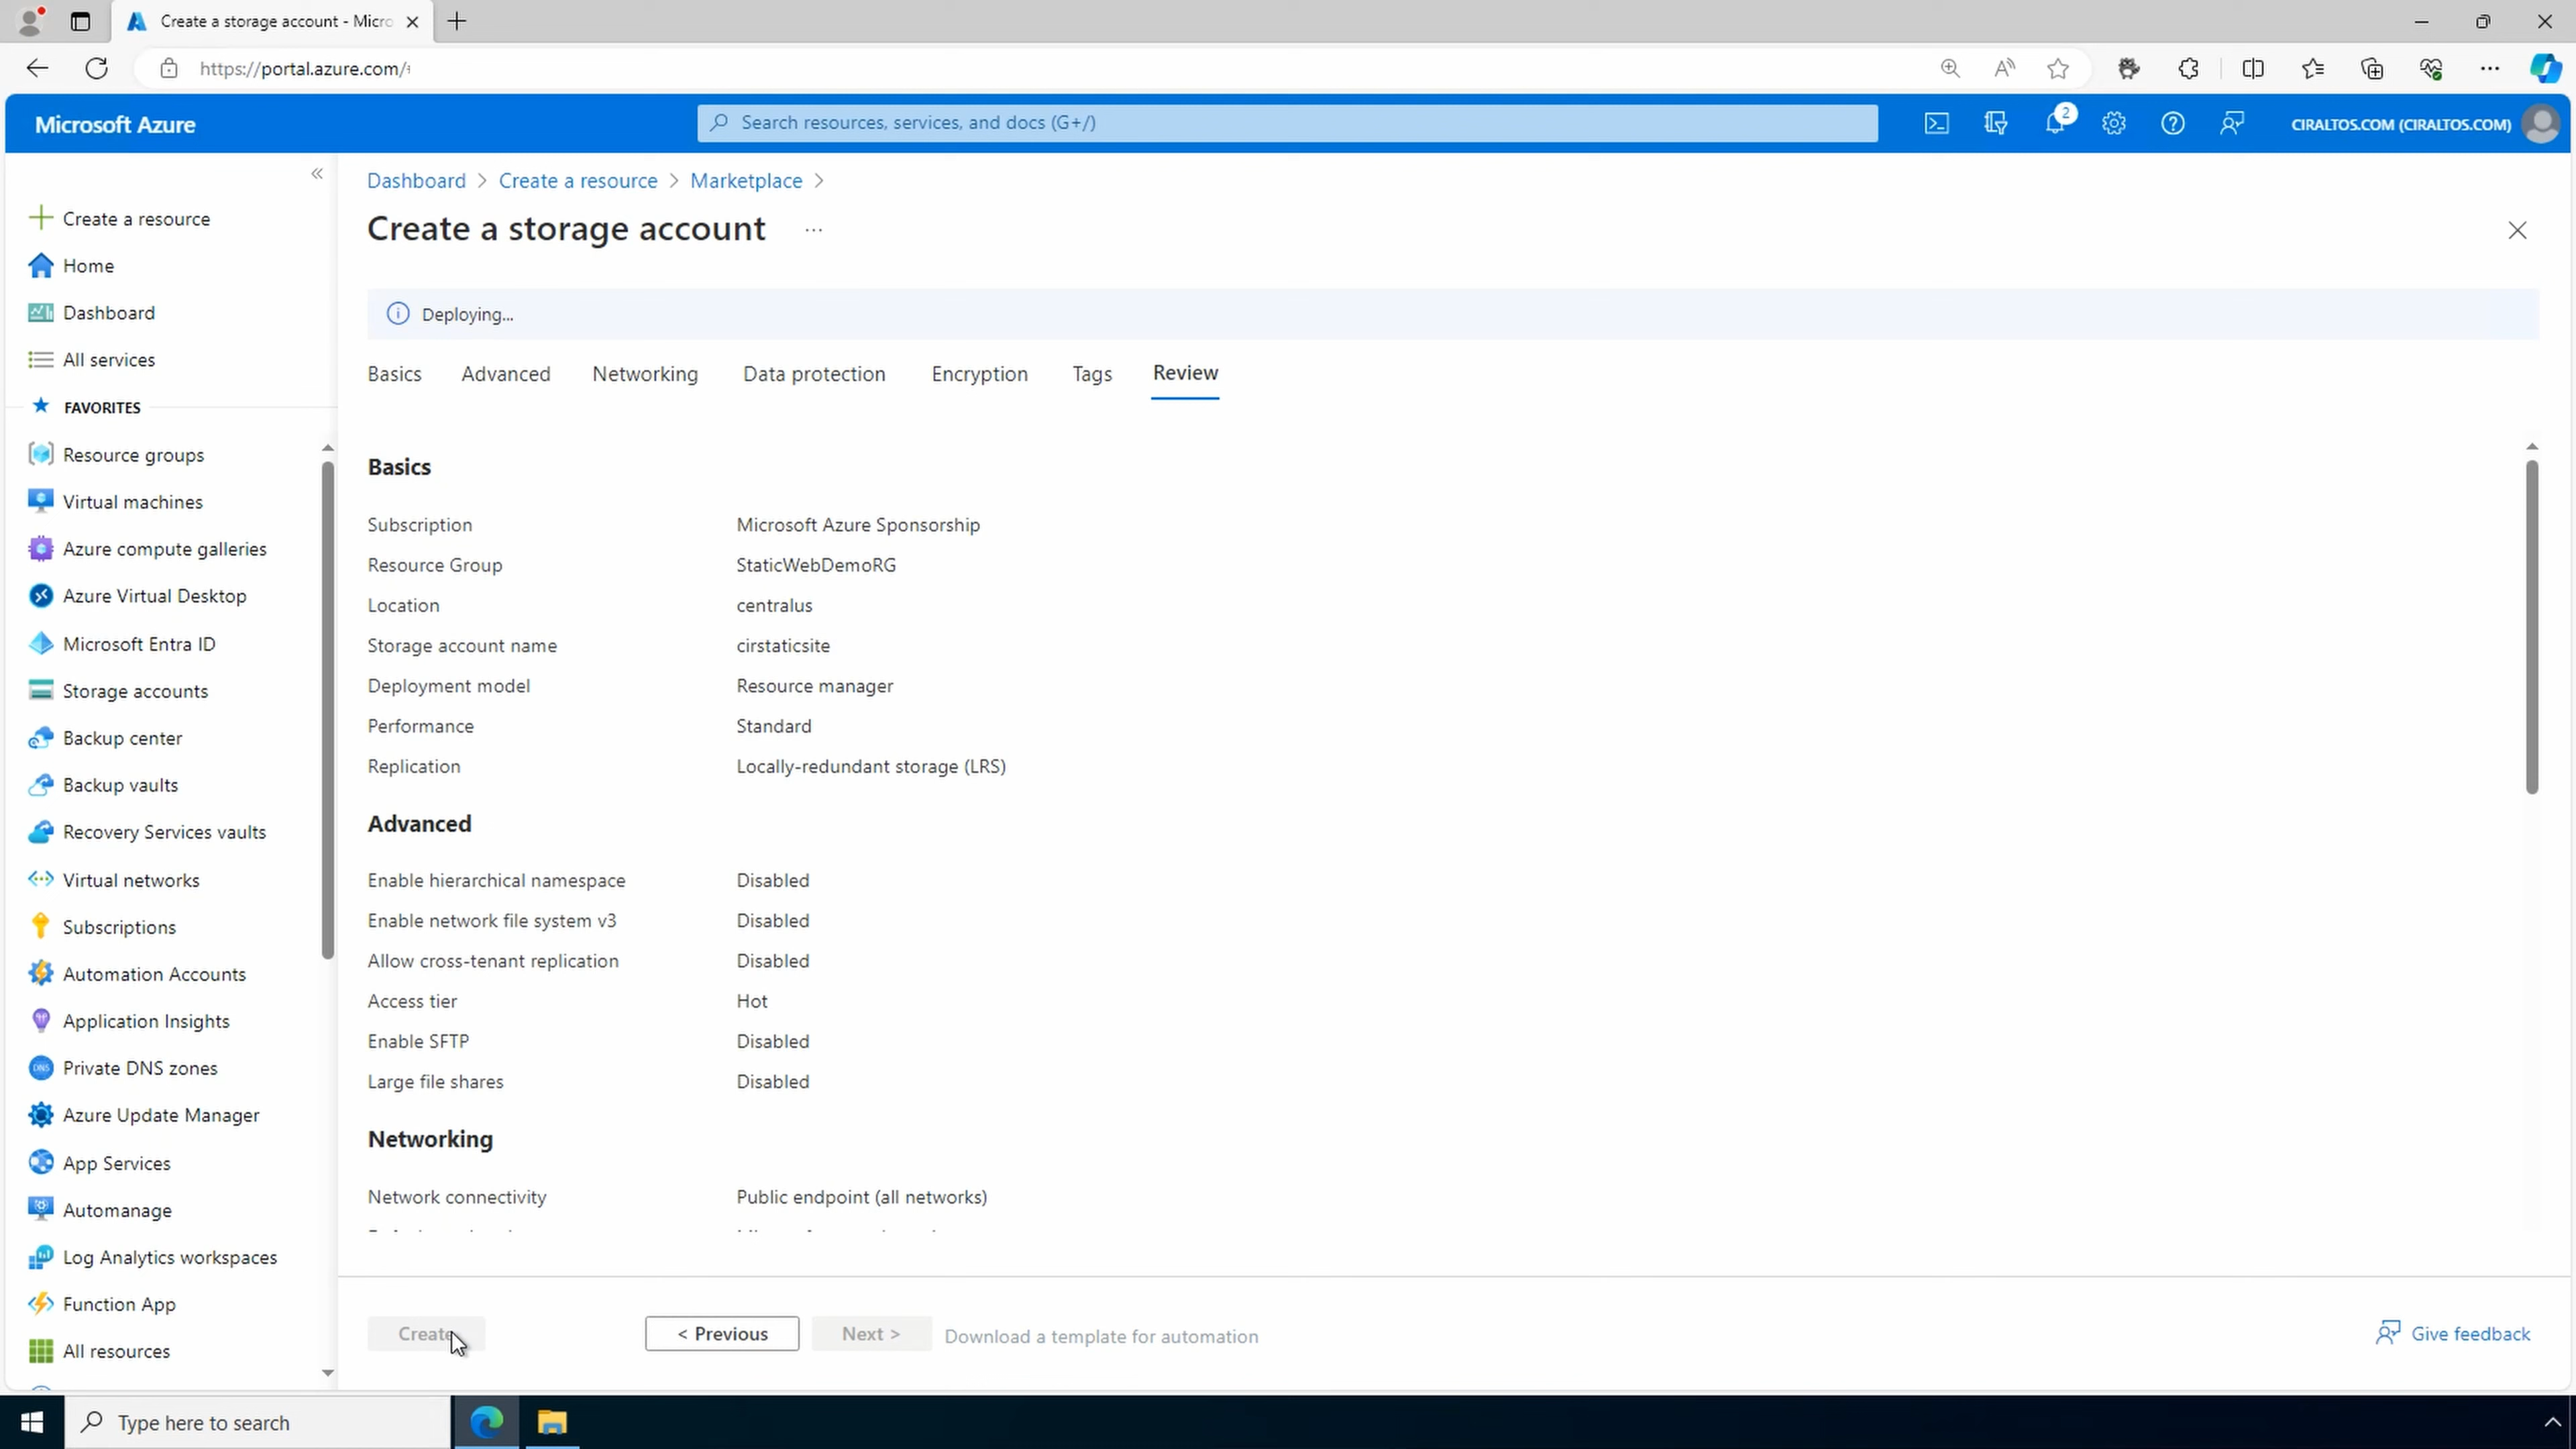 Create a storage account - Micro
https://portal.azure.com/
Microsoft Azure
Search resources, services, and docs (G+/)
2
CIRALTOS.COM (CIRALTOS.COM)
Dashboard > Create a resource > Marketplace >
Create a storage account ...
Deploying...
Basics Advanced Networking Data protection Encryption Tags Review
Create a resource
Home
Dashboard
All services
FAVORITES
Resource groups
Virtual machines
Azure compute galleries
Azure Virtual Desktop
Microsoft Entra ID
Storage accounts
Backup center
Backup vaults
Recovery Services vaults
Virtual networks
Subscriptions
Automation Accounts
Application Insights
Private DNS zones
Azure Update Manager
App Services
Automanage
Log Analytics workspaces
Function App
All resources
Basics
Subscription Microsoft Azure Sponsorship
Resource Group StaticWebDemoRG
Location centralus
Storage account name cirstaticsite
Deployment model Resource manager
Performance Standard
Replication Locally-redundant storage (LRS)
Advanced
Enable hierarchical namespace Disabled
Enable network file system v3 Disabled
Allow cross-tenant replication Disabled
Access tier Hot
Enable SFTP Disabled
Large file shares Disabled
Networking
Network connectivity Public endpoint (all networks)
Create < Previous Next > Download a template for automation
Give feedback
Type here to search